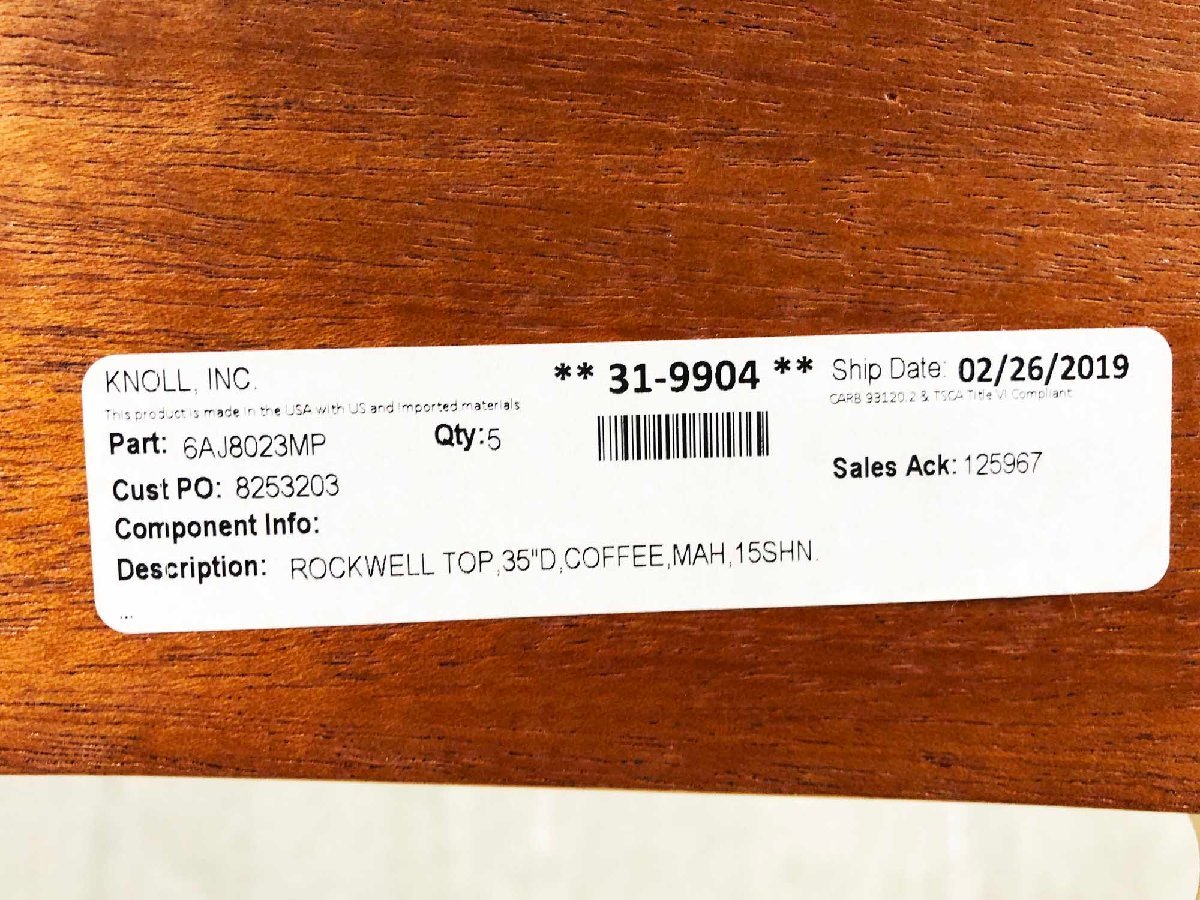 KNOLL, INC.
** 31-9904 **
Ship Date: 02/26/2019
This product is made in the USA with US and Imported materials
CARB 93120.2 & TSCA Title VI Compliant
Part: 6AJ8023MP
Qty:5
Sales Ack: 125967
Cust PO: 8253203
Component Info:
Description: ROCKWELL TOP,35"D,COFFEE,MAH,15SHN.
...